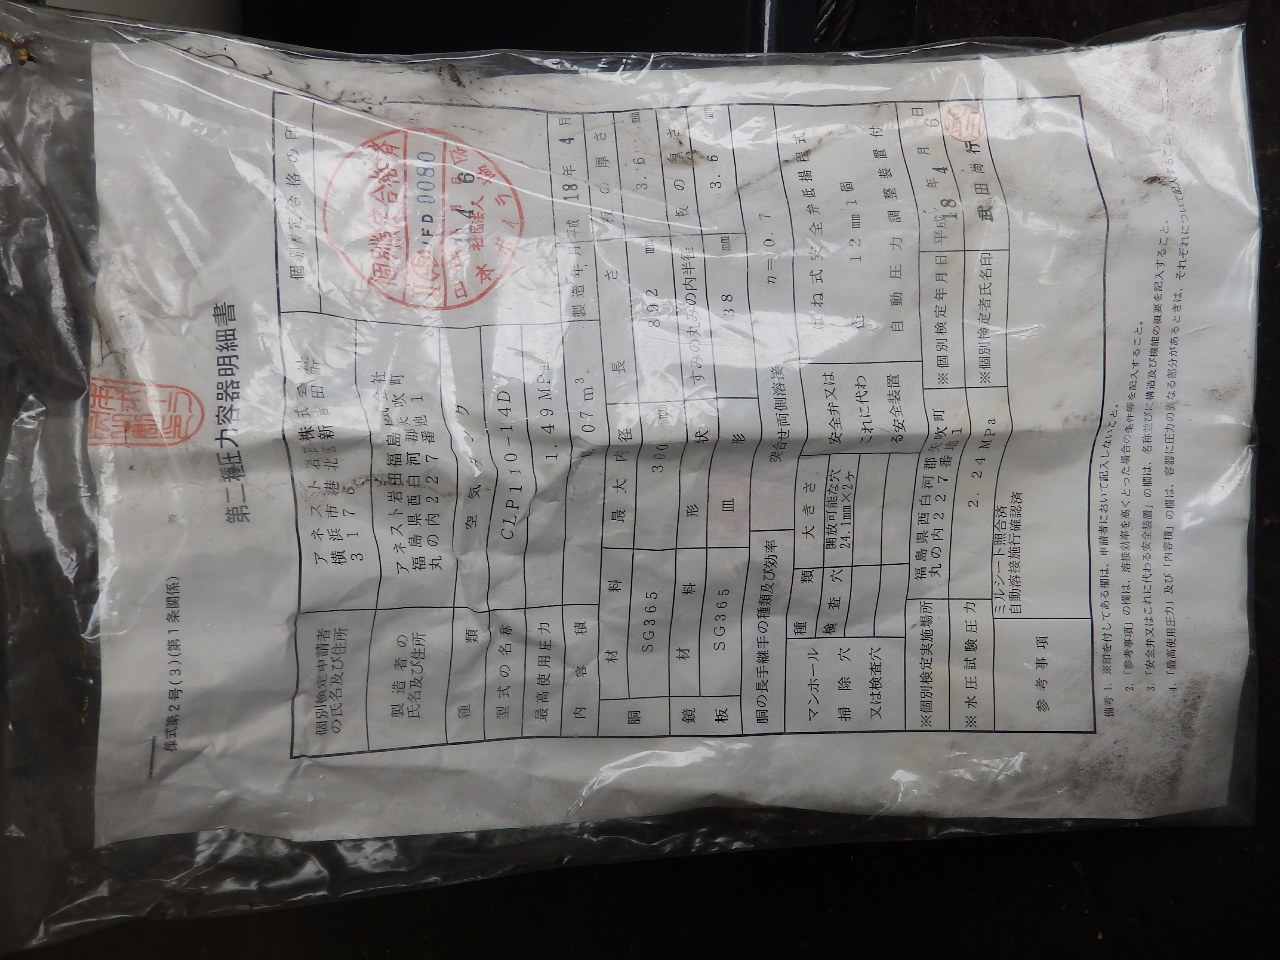 様式第2号(3)(第1条関係)
第二種圧力容器明細書
個別検定申請者
の氏名及び住所
アネスト岩田株式会社
横浜市港北区新吉田町
3176
個別検定合格の印
個別検定合格
0080
製造者の
氏名及び住所
アネスト岩田福島株式会社
福島県西白河郡矢吹町
丸の内227番地1
種類
空気タンク
型式の名称
CLP110-14D
最高使用圧力
1.49MPa
製造年月
平成18年4月
内容積
07m³
胴
材料
最大内径
長さ
板の厚さ
SG365
300 mm
892 mm
3.6 mm
鏡板
材料
形状
すみの丸みの内半径
板の厚さ
SG365
皿形
38 mm
3.6 mm
胴の長手継手の種類及び効率
突合せ両側溶接
η=0.7
マンホール
掃除穴
又は検査穴
種類
大きさ
検査穴
開放可能な穴
24.1mm×2ヶ
安全弁又は
これに代わ
る安全装置
ばね式安全弁低揚程式
12mm1個
自動圧力調整装置付
※個別検定実施場所
福島県西白河郡矢吹町
丸の内227番地1
※個別検定年月日
平成18年4月6日
※水圧試験圧力
2.24MPa
※個別検定者氏名印
武田尚行
参考事項
ミルシート照合済
自動溶接施行確認済
備考1.※印を付してある欄は、申請者において記入しないこと。
2.「参考事項」の欄は、溶接効率を高くとった場合の条件等を記入すること。
3.「安全弁又はこれに代わる安全装置」の欄は、名称並びに構造及び機能の概要を記入すること。
4.「最高使用圧力」及び「内容積」の欄は、容器に圧力の異なる部分があるときは、それぞれについて記入すること。